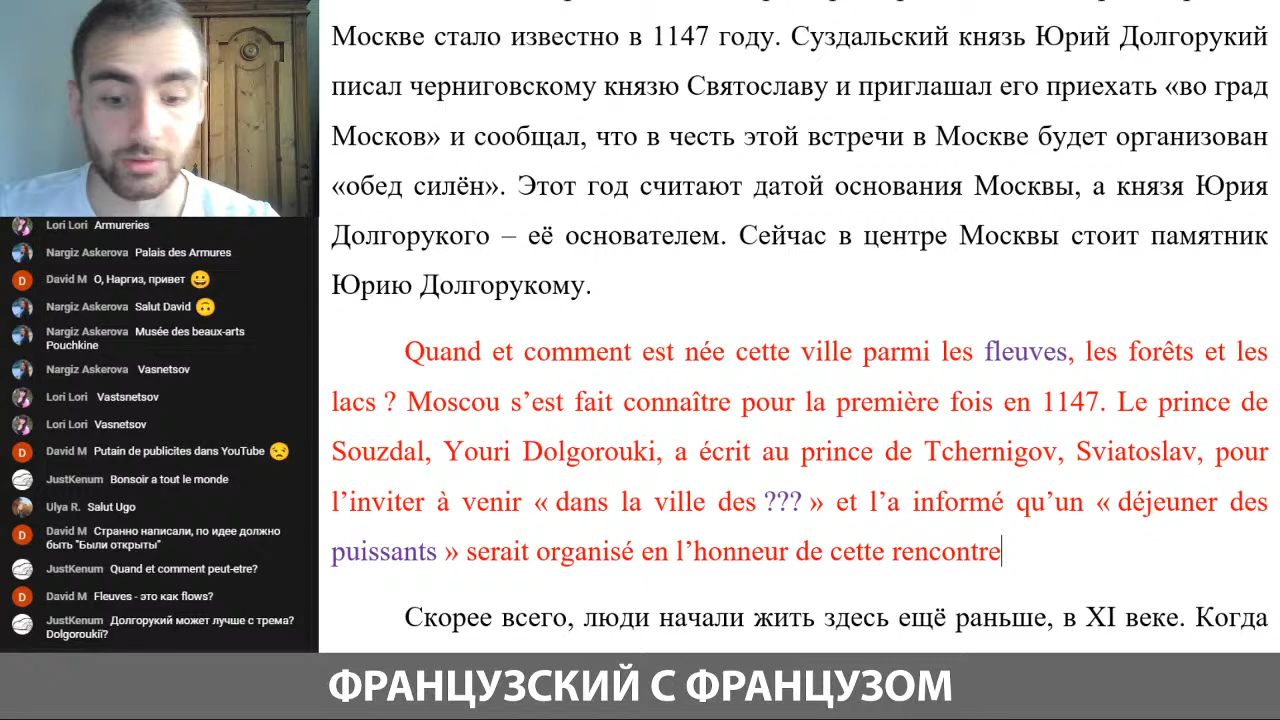 Москве стало известно в 1147 году. Суздальский князь Юрий Долгорукий
писал черниговскому князю Святославу и приглашал его приехать «во град
Москов» и сообщал, что в честь этой встречи в Москве будет организован
«обед силён». Этот год считают датой основания Москвы, а князя Юрия
Долгорукого – её основателем. Сейчас в центре Москвы стоит памятник
Юрию Долгорукому.
Quand et comment est née cette ville parmi les fleuves, les forêts et les
lacs ? Moscou s’est fait connaître pour la première fois en 1147. Le prince de
Souzdal, Youri Dolgorouki, a écrit au prince de Tchernigov, Sviatoslav, pour
l’inviter à venir « dans la ville des ??? » et l’a informé qu’un « déjeuner des
puissants » serait organisé en l’honneur de cette rencontre
Скорее всего, люди начали жить здесь ещё раньше, в XI веке. Когда
Lori Lori Armureries
Nargiz Askerova Palais des Armures
D David M О, Наргиз, привет 😀
Nargiz Askerova Salut David 🙃
Nargiz Askerova Musée des beaux-arts
Pouchkine
Nargiz Askerova Vasnetsov
Lori Lori Vastsnetsov
Lori Lori Vasnetsov
D David M Putain de publicites dans YouTube 😒
JustKenum Bonsoir a tout le monde
Ulya R. Salut Ugo
D David M Странно написали, по идее должно
быть "Были открыты"
JustKenum Quand et comment peut-etre?
D David M Fleuves - это как flows?
JustKenum Долгорукий может лучше с трема?
Dolgoroukiï?
ФРАНЦУЗСКИЙ С ФРАНЦУЗОМ